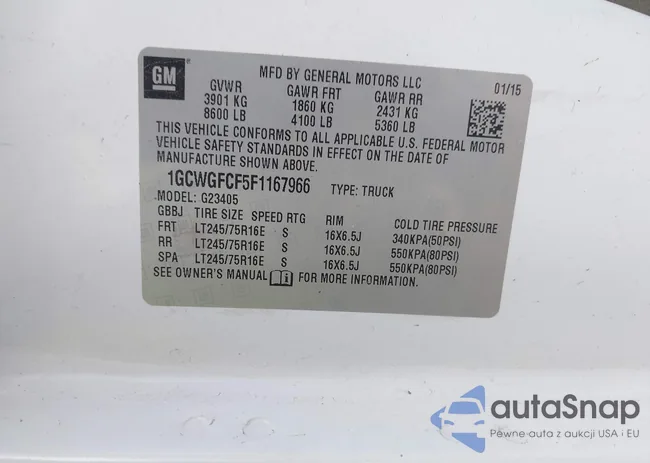 GM
MFD BY GENERAL MOTORS LLC
01/15
GVWR GAWR FRT GAWR RR
3901 KG 1860 KG 2431 KG
8600 LB 4100 LB 5360 LB
THIS VEHICLE CONFORMS TO ALL APPLICABLE U.S. FEDERAL MOTOR
VEHICLE SAFETY STANDARDS IN EFFECT ON THE DATE OF
MANUFACTURE SHOWN ABOVE.
1GCWGFCF5F1167966 TYPE: TRUCK
MODEL: G23405
GBBJ TIRE SIZE SPEED RTG RIM COLD TIRE PRESSURE
FRT LT245/75R16E S 16X6.5J 340KPA(50PSI)
RR LT245/75R16E S 16X6.5J 550KPA(80PSI)
SPA LT245/75R16E S 16X6.5J 550KPA(80PSI)
SEE OWNER'S MANUAL FOR MORE INFORMATION.
autaSnap
Pewne auta z aukcji USA i EU